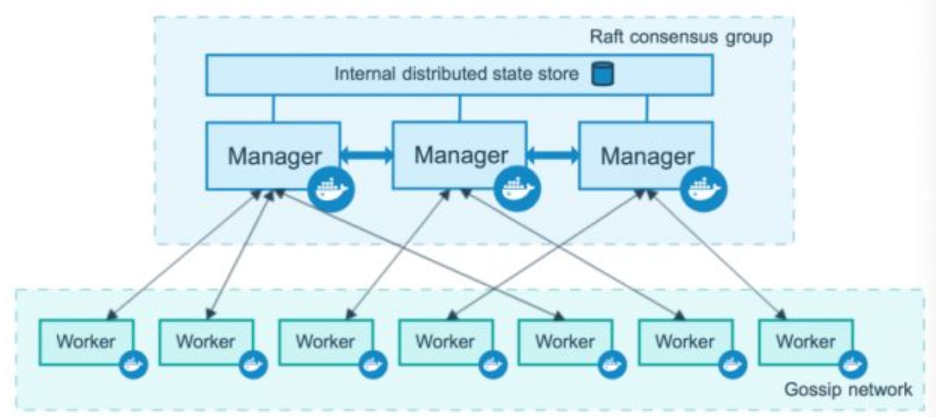 Raft consensus group
Internal distributed state store
Manager Manager Manager
Worker Worker Worker Worker Worker Worker Worker
Gossip network